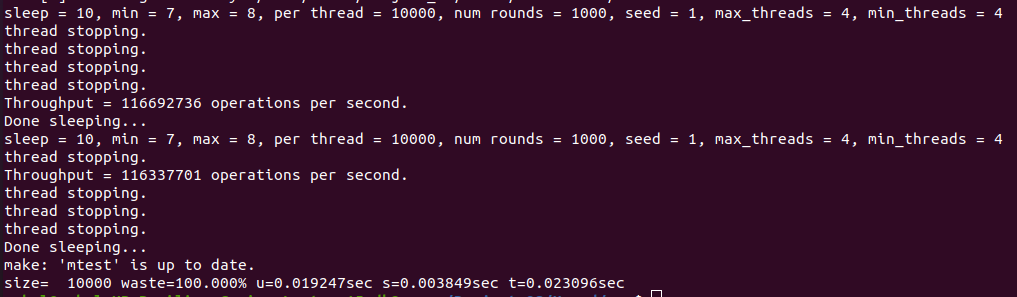 sleep = 10, min = 7, max = 8, per thread = 10000, num rounds = 1000, seed = 1, max_threads = 4, min_threads = 4
thread stopping.
thread stopping.
thread stopping.
thread stopping.
Throughput = 116692736 operations per second.
Done sleeping...
sleep = 10, min = 7, max = 8, per thread = 10000, num rounds = 1000, seed = 1, max_threads = 4, min_threads = 4
thread stopping.
Throughput = 116337701 operations per second.
thread stopping.
thread stopping.
thread stopping.
Done sleeping...
make: 'mtest' is up to date.
size=  10000 waste=100.000% u=0.019247sec s=0.003849sec t=0.023096sec